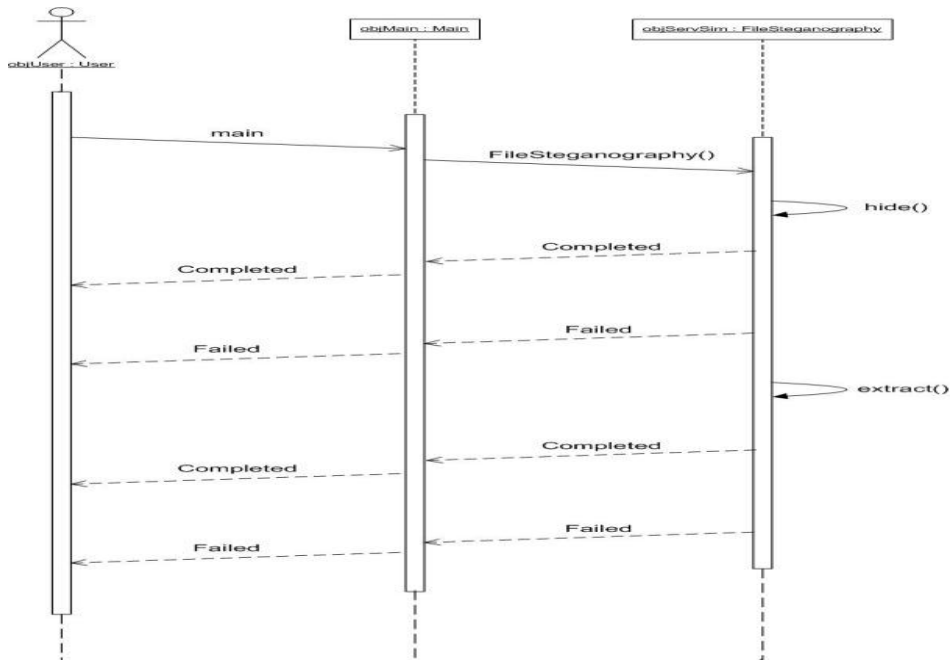 objUser : User
objMain : Main
objServSim : FileSteganography
main
FileSteganography()
hide()
Completed
Completed
Failed
Failed
extract()
Completed
Completed
Failed
Failed